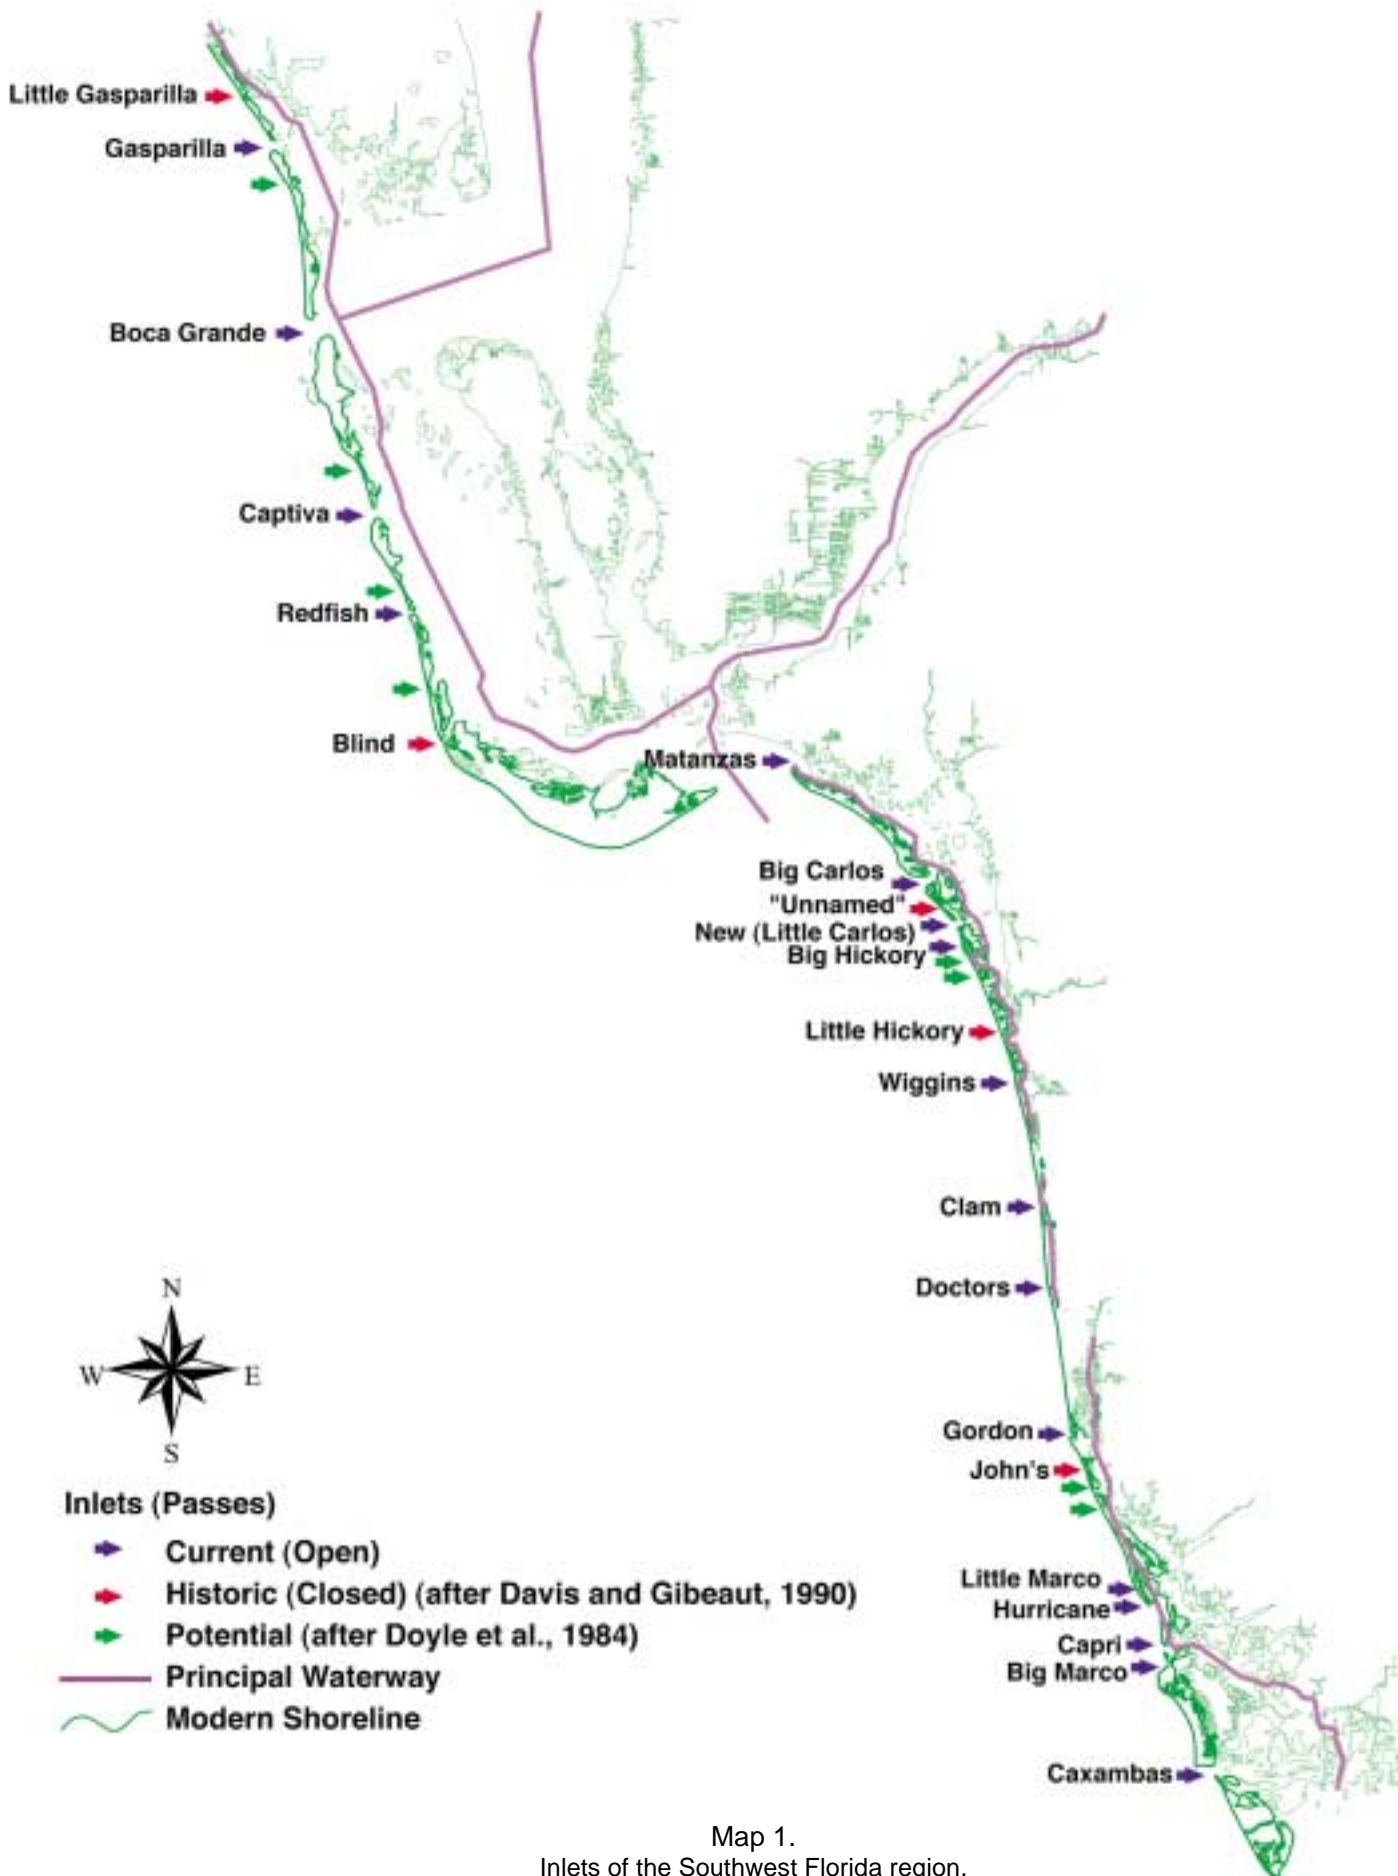 Little Gasparilla
Gasparilla
Boca Grande
Captiva
Redfish
Blind
Matanzas
Big Carlos
"Unnamed"
New (Little Carlos)
Big Hickory
Little Hickory
Wiggins
Clam
Doctors
Gordon
John's
Little Marco
Hurricane
Capri
Big Marco
Caxambas
N
W E
S
Inlets (Passes)
Current (Open)
Historic (Closed) (after Davis and Gibeaut, 1990)
Potential (after Doyle et al., 1984)
Principal Waterway
Modern Shoreline
Map 1.
Inlets of the Southwest Florida region.